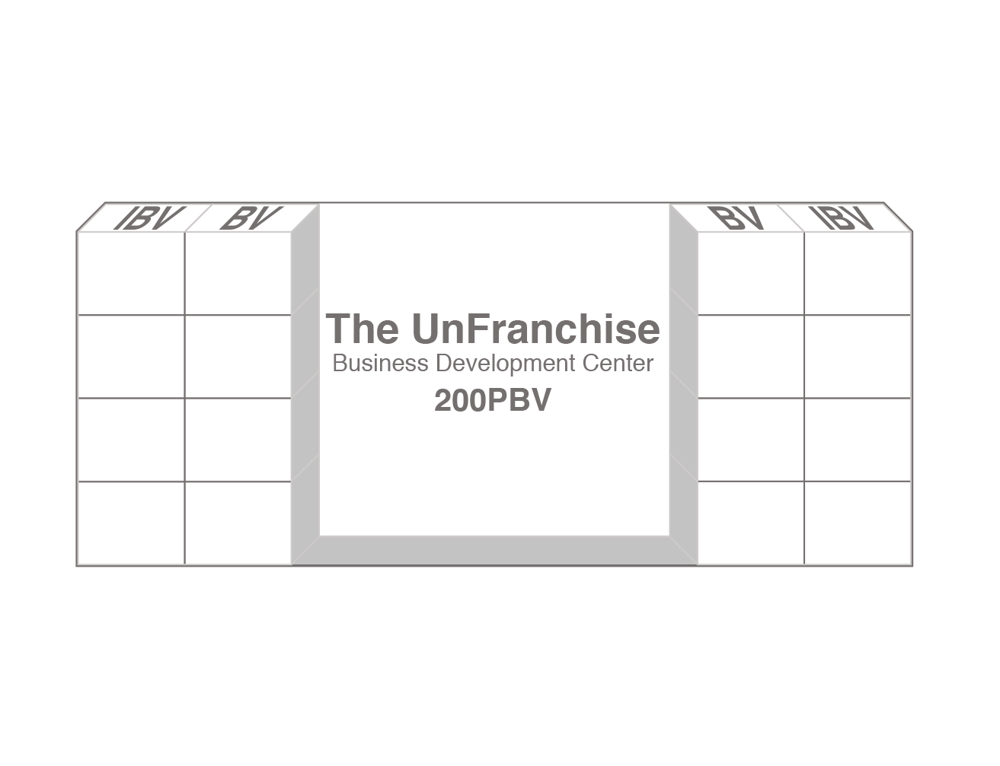 IBV BV BV IBV
The UnFranchise
Business Development Center
200PBV